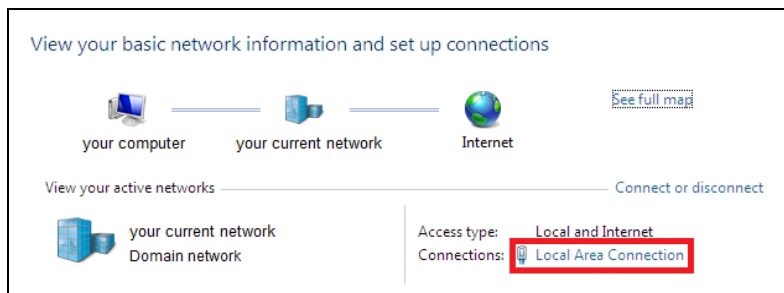 View your basic network information and set up connections
See full map
your computer your current network Internet
View your active networks Connect or disconnect
your current network Access type: Local and Internet
Domain network Connections: Local Area Connection